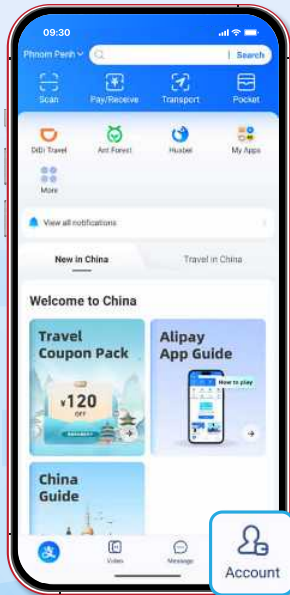 09:30
Phnom Penh
Search
Scan
Pay/Receive
Transport
Pocket
DiDi Travel
Ant Forest
Huabei
My Apps
More
View all notifications
New in China
Travel in China
Welcome to China
Travel
Coupon Pack
¥120
OFF
Alipay
App Guide
How to play
China
Guide
支
Video
Message
Account